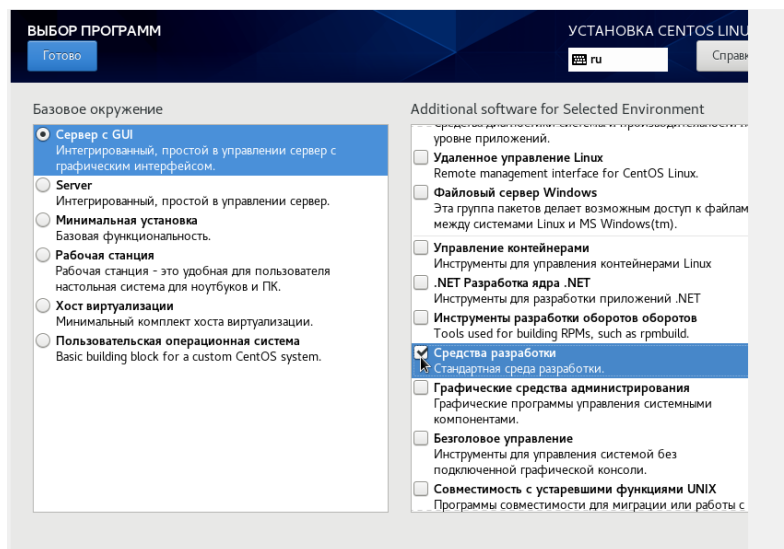 ВЫБОР ПРОГРАММ
УСТАНОВКА CENTOS LINU
Готово
ru
Справк
Базовое окружение
Сервер с GUI
Интегрированный, простой в управлении сервер с
графическим интерфейсом.
Server
Интегрированный, простой в управлении сервер.
Минимальная установка
Базовая функциональность.
Рабочая станция
Рабочая станция - это удобная для пользователя
настольная система для ноутбуков и ПК.
Хост виртуализации
Минимальный комплект хоста виртуализации.
Пользовательская операционная система
Basic building block for a custom CentOS system.
Additional software for Selected Environment
уровне приложений.
Удаленное управление Linux
Remote management interface for CentOS Linux.
Файловый сервер Windows
Эта группа пакетов делает возможным доступ к файлам
между системами Linux и MS Windows(tm).
Управление контейнерами
Инструменты для управления контейнерами Linux
.NET Разработка ядра .NET
Инструменты для разработки приложений .NET
Инструменты разработки оборотов оборотов
Tools used for building RPMs, such as rpmbuild.
Средства разработки
Стандартная среда разработки.
Графические средства администрирования
Графические программы управления системными
компонентами.
Безголовое управление
Инструменты для управления системой без
подключенной графической консоли.
Совместимость с устаревшими функциями UNIX
Программы совместимости для миграции или работы с